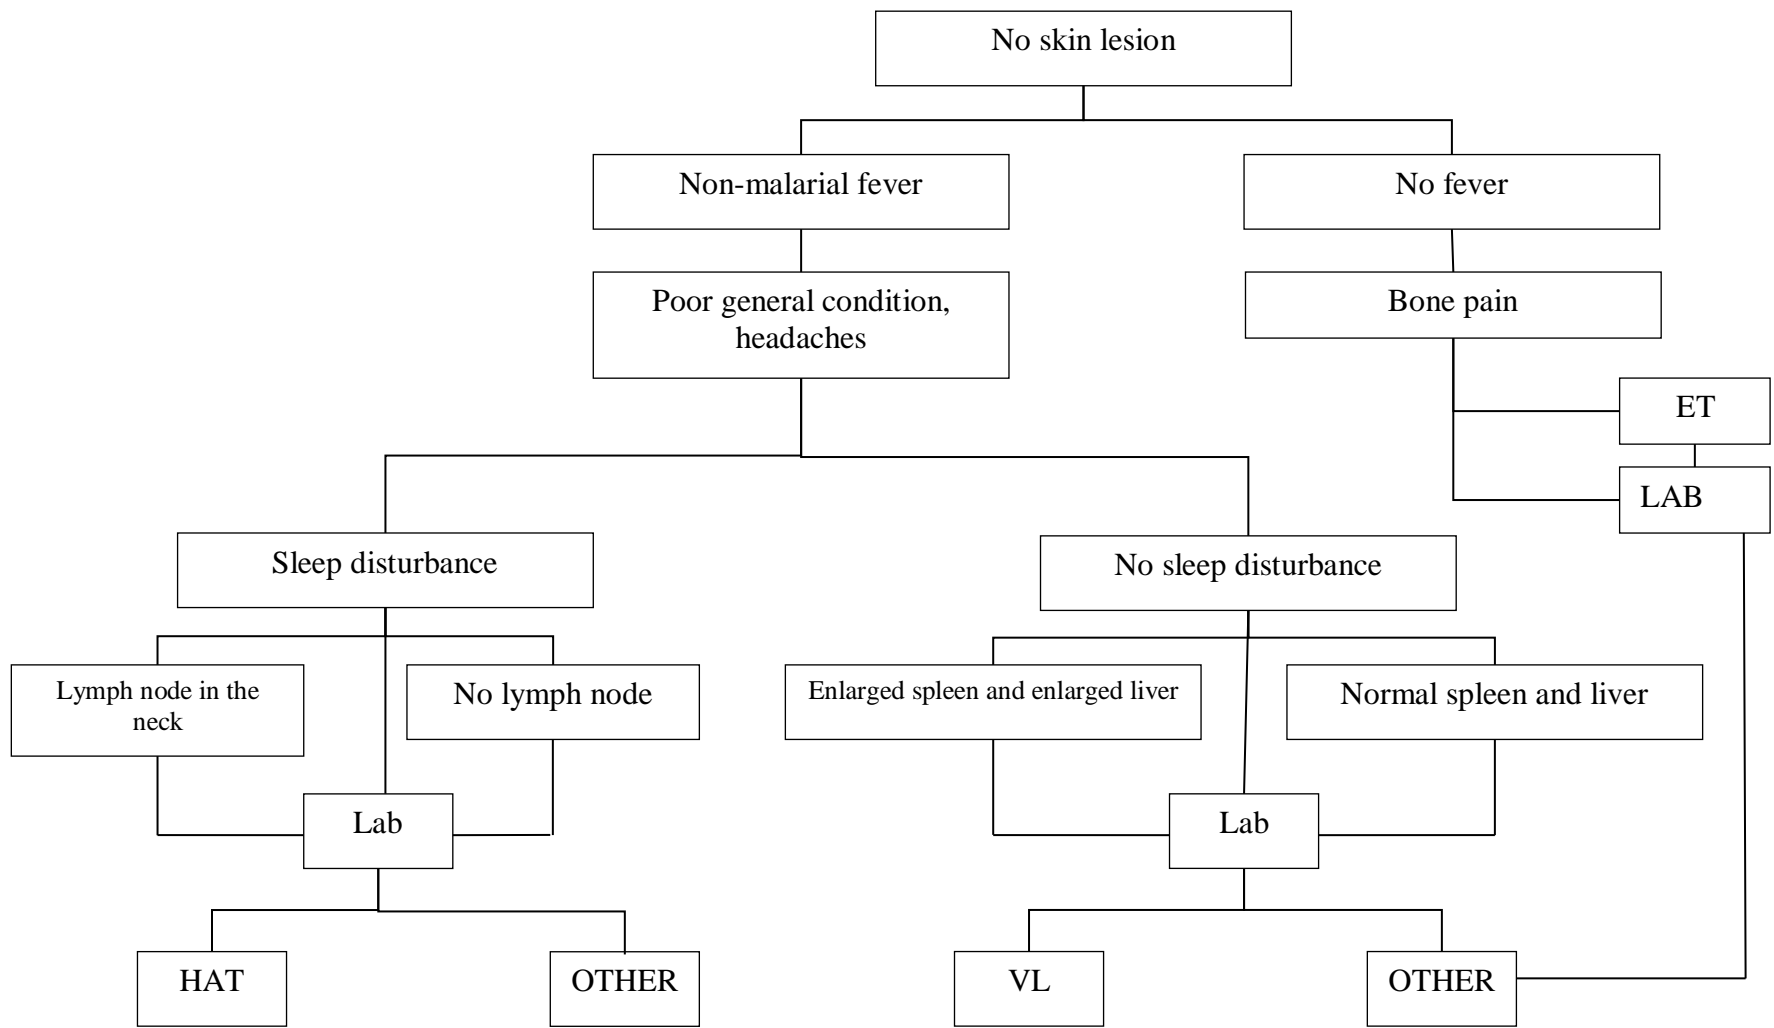 No skin lesion
Non-malarial fever
No fever
Poor general condition,
headaches
Bone pain
ET
LAB
Sleep disturbance
No sleep disturbance
Lymph node in the
neck
No lymph node
Enlarged spleen and enlarged liver
Normal spleen and liver
Lab
Lab
HAT
OTHER
VL
OTHER